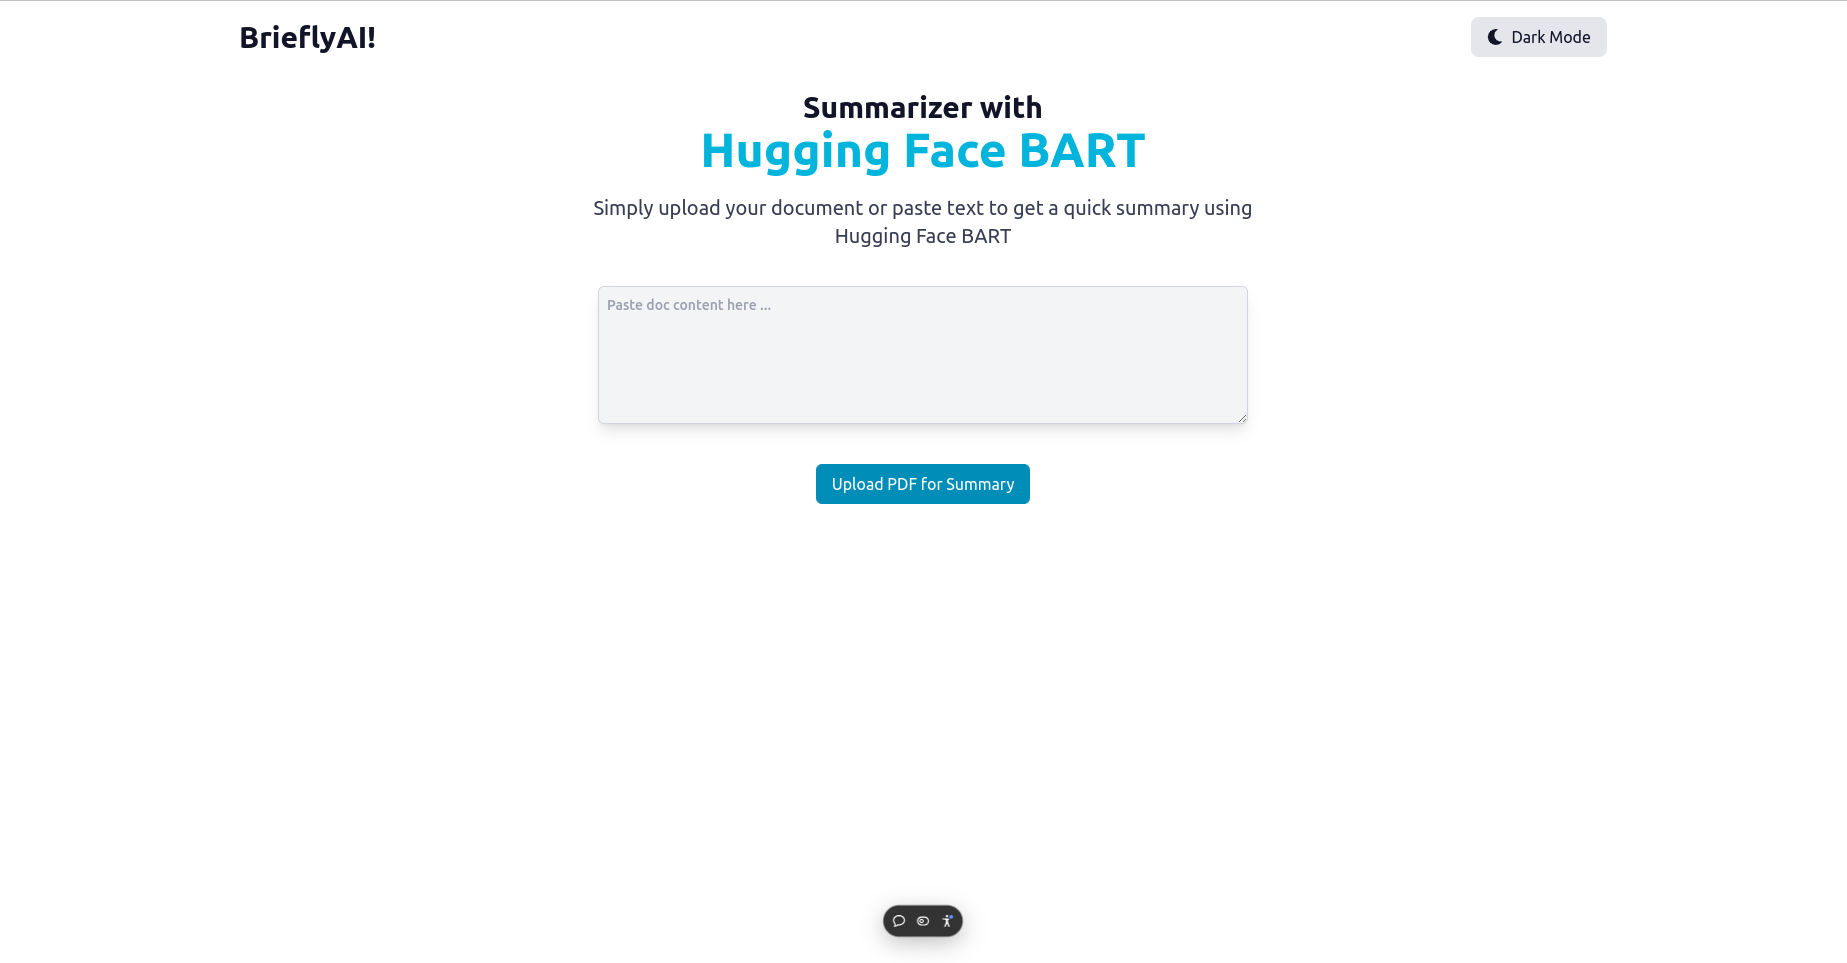 BrieflyAI!
Dark Mode
Summarizer with
Hugging Face BART
Simply upload your document or paste text to get a quick summary using
Hugging Face BART
Paste doc content here ...
Upload PDF for Summary